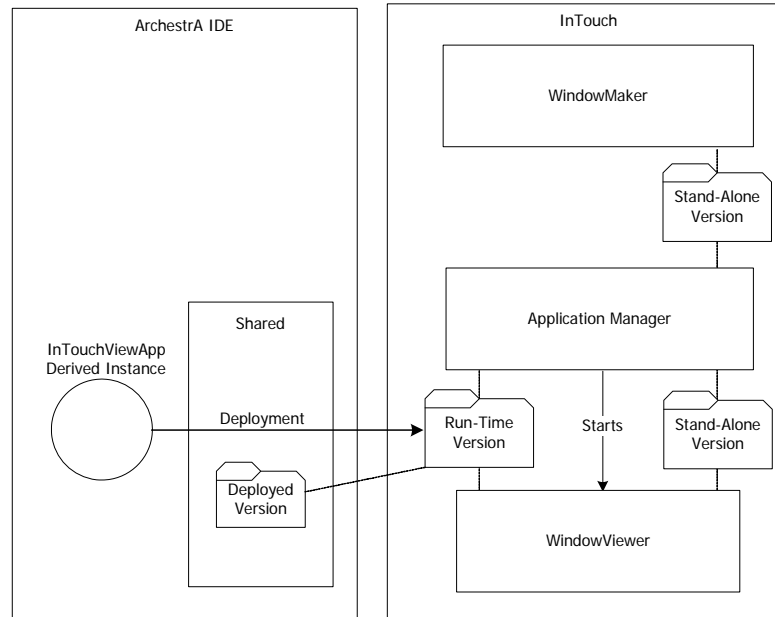 ArchestrA IDE
InTouch
WindowMaker
Stand-Alone
Version
Application Manager
Shared
InTouchViewApp
Derived Instance
Deployment
Run-Time
Version
Starts
Stand-Alone
Version
Deployed
Version
WindowViewer